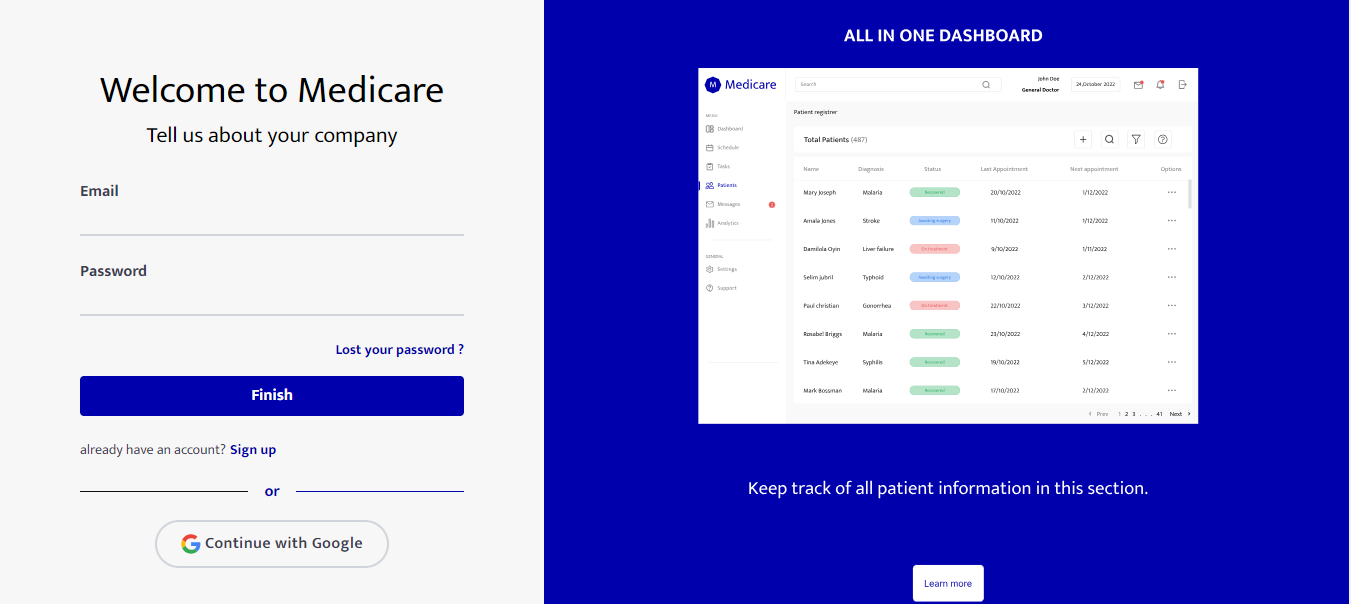 Welcome to Medicare
Tell us about your company
Email
Password
Lost your password ?
Finish
already have an account? Sign up
or
Continue with Google
ALL IN ONE DASHBOARD
M Medicare
Search
John Doe
General Doctor
24,October 2022
MENU
Dashboard
Schedule
Tasks
Patients
Messages
Analytics
GENERAL
Settings
Support
Patient registrer
Total Patients (487)
Name Diagnosis Status Last Appointment Next appointment Options
Mary Joseph Malaria Recovered 20/10/2022 1/12/2022
Amala Jones Stroke Awaiting surgery 11/10/2022 1/12/2022
Damilola Oyin Liver failure On treatment 9/10/2022 1/11/2022
Selim jubril Typhoid Awaiting surgery 12/10/2022 2/12/2022
Paul christian Gonorrhea On treatment 22/10/2022 3/12/2022
Rosabel Briggs Malaria Recovered 23/10/2022 4/12/2022
Tina Adekeye Syphilis Recovered 19/10/2022 5/12/2022
Mark Bossman Malaria Recovered 17/10/2022 2/12/2022
Prev 1 2 3 . . . 41 Next
Keep track of all patient information in this section.
Learn more